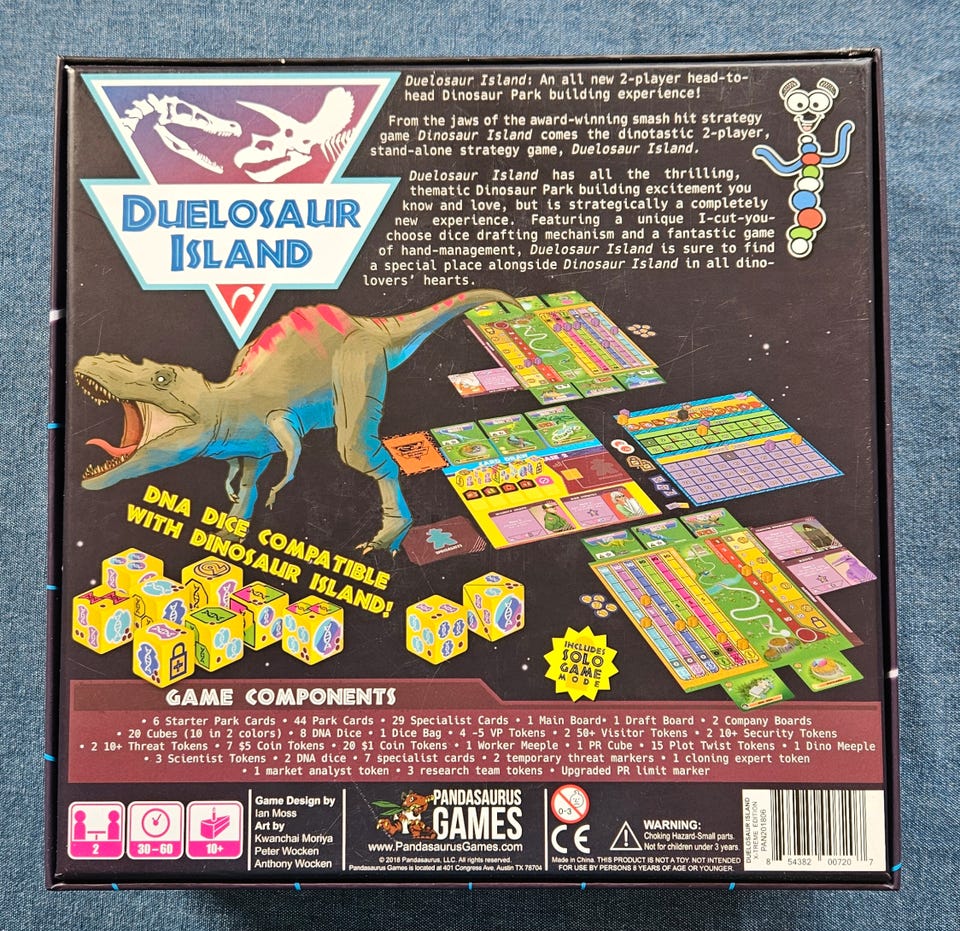 DUELOSAUR
ISLAND
Duelosaur Island: An all new 2-player head-to-
head Dinosaur Park building experience!
From the jaws of the award-winning smash hit strategy
game Dinosaur Island comes the dinotastic 2-player,
stand-alone strategy game, Duelosaur Island.
Duelosaur Island has all the thrilling,
thematic Dinosaur Park building excitement you
know and love, but is strategically a completely
new experience. Featuring a unique I-cut-you-
choose dice drafting mechanism and a fantastic game
of hand-management, Duelosaur Island is sure to find
a special place alongside Dinosaur Island in all dino-
lovers' hearts.
DNA DICE COMPATIBLE
WITH DINOSAUR ISLAND!
INCLUDES
SOLO
GAME
MODE
GAME COMPONENTS
• 6 Starter Park Cards • 44 Park Cards • 29 Specialist Cards • 1 Main Board• 1 Draft Board • 2 Company Boards
• 20 Cubes (10 in 2 colors) • 8 DNA Dice • 1 Dice Bag • 4 -5 VP Tokens • 2 50+ Visitor Tokens • 2 10+ Security Tokens
• 2 10+ Threat Tokens • 7 $5 Coin Tokens • 20 $1 Coin Tokens • 1 Worker Meeple • 1 PR Cube • 15 Plot Twist Tokens • 1 Dino Meeple
• 3 Scientist Tokens • 2 DNA dice • 7 specialist cards • 2 temporary threat markers • 1 cloning expert token
• 1 market analyst token • 3 research team tokens • Upgraded PR limit marker
2
30-60
10+
Game Design by
Ian Moss
Art by
Kwanchai Moriya
Peter Wocken
Anthony Wocken
PANDASAURUS
GAMES
www.PandasaurusGames.com
© 2018 Pandasaurus, LLC. All rights reserved.
Pandasaurus Games is located at 401 Congress Ave, Austin TX 78704
0-3
CE
WARNING:
Choking Hazard-Small parts.
Not for children under 3 years.
Made in China. THIS PRODUCT IS NOT A TOY. NOT INTENDED
FOR USE BY PERSONS 8 YEARS OF AGE OR YOUNGER.
DUELOSAUR ISLAND
X-TREME EDITION
PAN201806
8 54382 00720 7